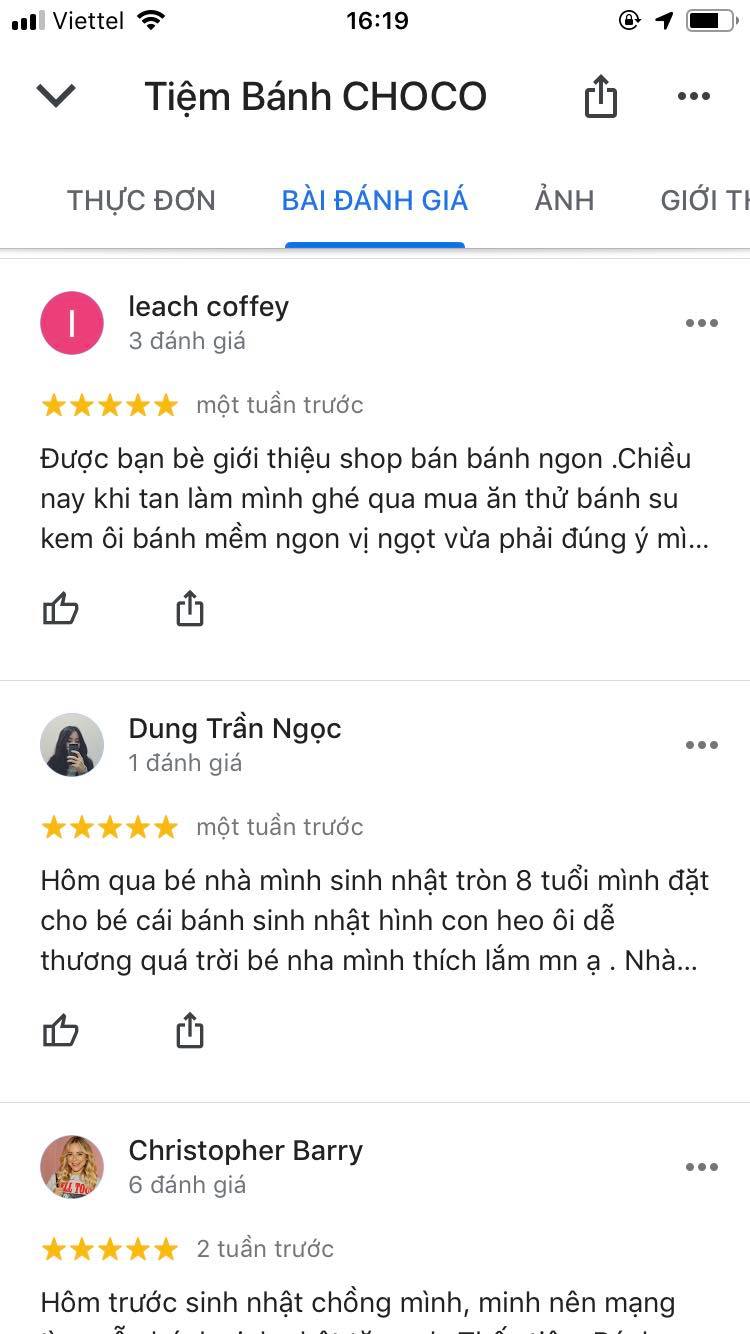 Viettel 16:19
Tiệm Bánh CHOCO
THỰC ĐƠN BÀI ĐÁNH GIÁ ẢNH GIỚI TH
leach coffey
3 đánh giá
một tuần trước
Được bạn bè giới thiệu shop bán bánh ngon .Chiều
nay khi tan làm mình ghé qua mua ăn thử bánh su
kem ôi bánh mềm ngon vị ngọt vừa phải đúng ý mì...
Dung Trần Ngọc
1 đánh giá
một tuần trước
Hôm qua bé nhà mình sinh nhật tròn 8 tuổi mình đặt
cho bé cái bánh sinh nhật hình con heo ôi dễ
thương quá trời bé nha mình thích lắm mn ạ . Nhà...
Christopher Barry
6 đánh giá
2 tuần trước
Hôm trước sinh nhật chồng mình, minh nên mạng